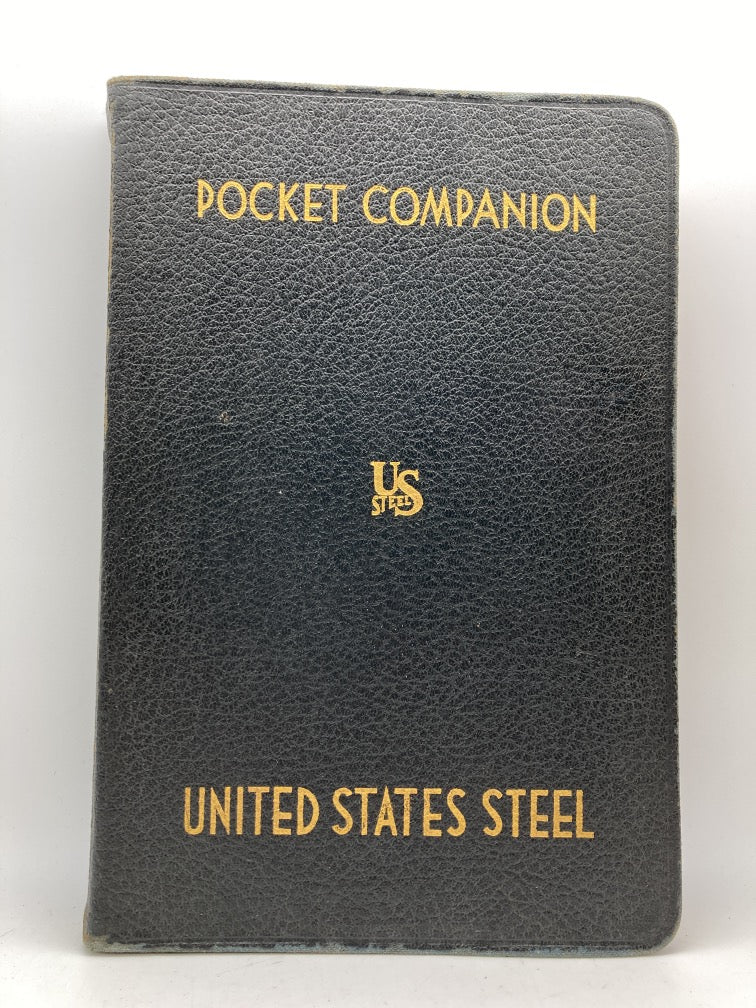 POCKET COMPANION
US
STEEL
UNITED STATES STEEL